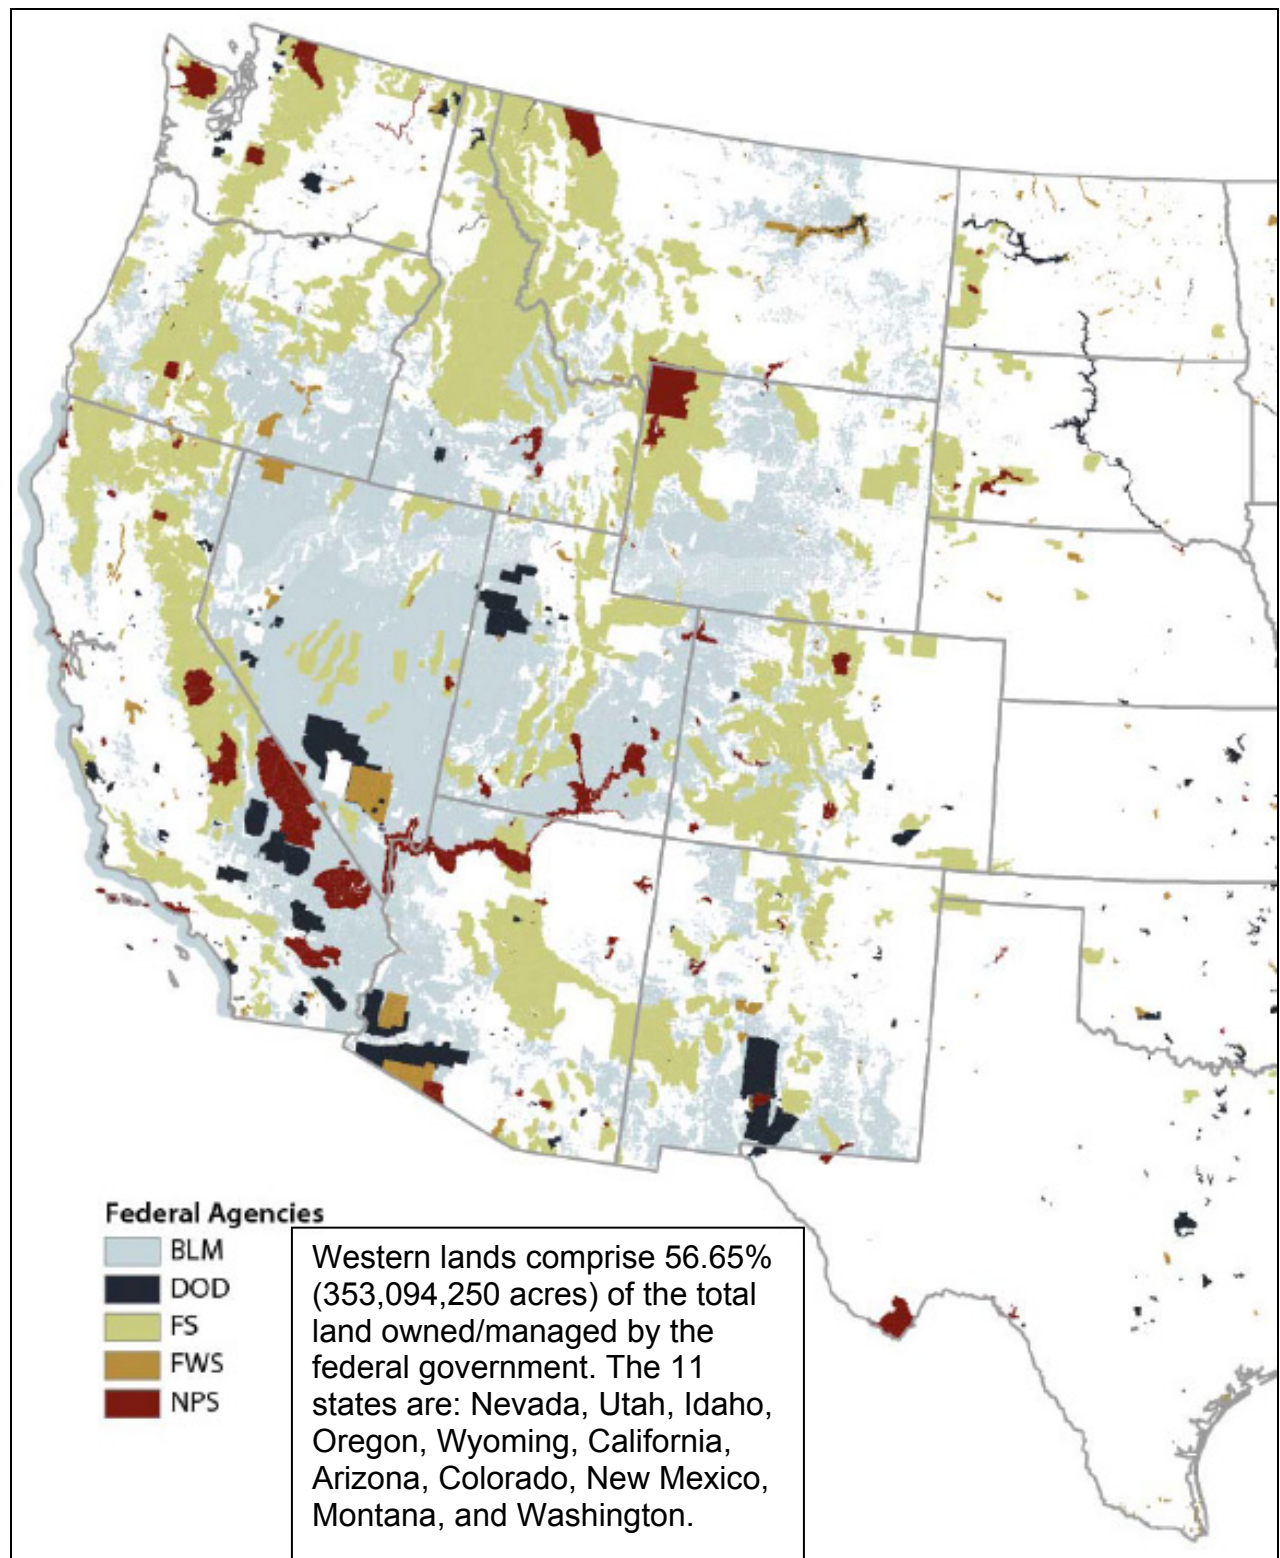 Federal Agencies
BLM
DOD
FS
FWS
NPS
Western lands comprise 56.65%
(353,094,250 acres) of the total
land owned/managed by the
federal government. The 11
states are: Nevada, Utah, Idaho,
Oregon, Wyoming, California,
Arizona, Colorado, New Mexico,
Montana, and Washington.